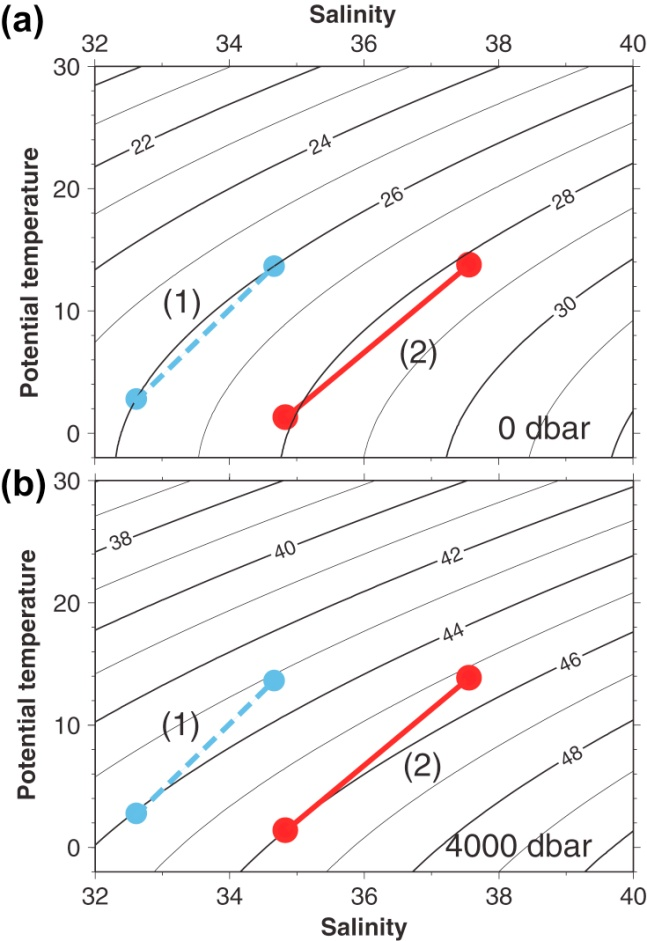 (a)
Salinity
32 34 36 38 40
30
20
10
0
Potential temperature
22
24
26
28
30
(1)
(2)
0 dbar
(b)
30
20
10
0
Potential temperature
38
40
42
44
46
48
(1)
(2)
4000 dbar
32 34 36 38 40
Salinity